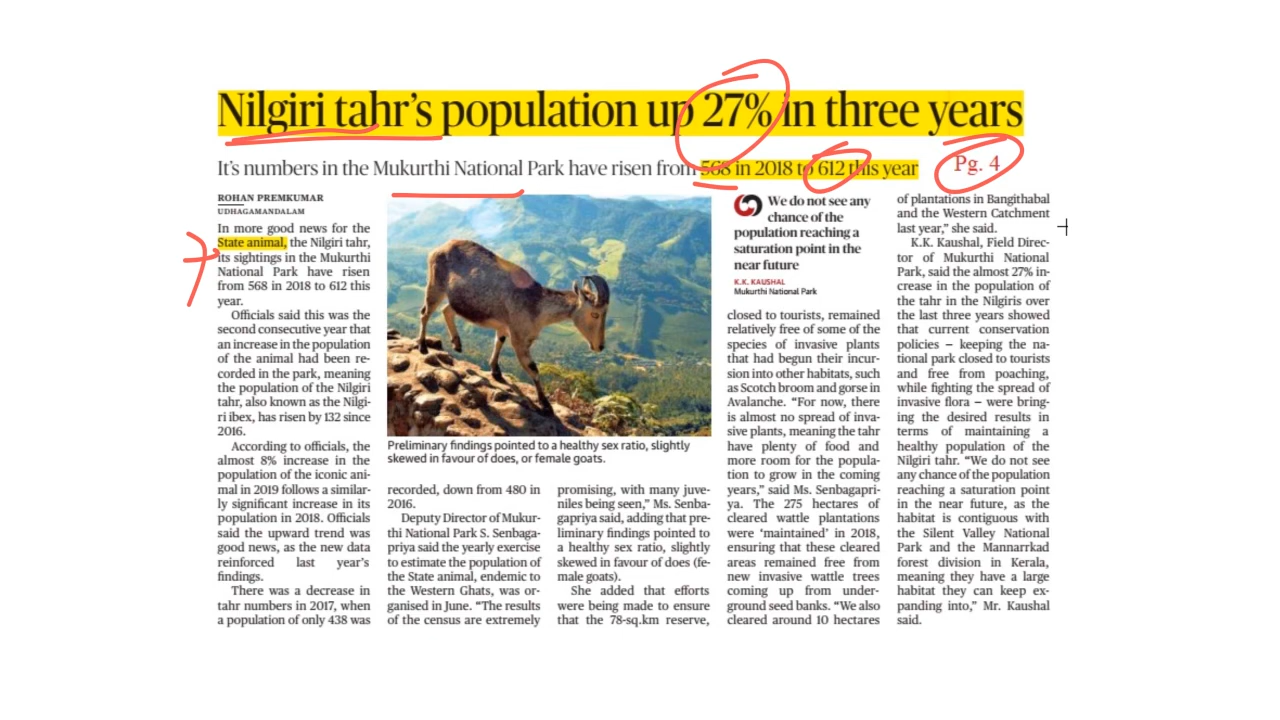 Nilgiri tahr's population up 27% in three years
It's numbers in the Mukurthi National Park have risen from 568 in 2018 to 612 this year
Pg. 4
ROHAN PREMKUMAR
UDHAGAMANDALAM
In more good news for the
State animal, the Nilgiri tahr,
its sightings in the Mukurthi
National Park have risen
from 568 in 2018 to 612 this
year.
Officials said this was the
second consecutive year that
an increase in the population
of the animal had been re-
corded in the park, meaning
the population of the Nilgiri
tahr, also known as the Nilgi-
ri ibex, has risen by 132 since
2016.
According to officials, the
almost 8% increase in the
population of the iconic ani-
mal in 2019 follows a similar-
ly significant increase in its
population in 2018. Officials
said the upward trend was
good news, as the new data
reinforced last year's
findings.
There was a decrease in
tahr numbers in 2017, when
a population of only 438 was
Preliminary findings pointed to a healthy sex ratio, slightly
skewed in favour of does, or female goats.
recorded, down from 480 in
2016.
Deputy Director of Mukur-
thi National Park S. Senbaga-
priya said the yearly exercise
to estimate the population of
the State animal, endemic to
the Western Ghats, was or-
ganised in June. "The results
of the census are extremely
promising, with many juve-
niles being seen," Ms. Senba-
gapriya said, adding that pre-
liminary findings pointed to
a healthy sex ratio, slightly
skewed in favour of does (fe-
male goats).
She added that efforts
were being made to ensure
that the 78-sq.km reserve,
We do not see any
chance of the
population reaching a
saturation point in the
near future
K.K. KAUSHAL
Mukurthi National Park
closed to tourists, remained
relatively free of some of the
species of invasive plants
that had begun their incur-
sion into other habitats, such
as Scotch broom and gorse in
Avalanche. "For now, there
is almost no spread of inva-
sive plants, meaning the tahr
have plenty of food and
more room for the popula-
tion to grow in the coming
years," said Ms. Senbagapri-
ya. The 275 hectares of
cleared wattle plantations
were 'maintained' in 2018,
ensuring that these cleared
areas remained free from
new invasive wattle trees
coming up from under-
ground seed banks. "We also
cleared around 10 hectares
of plantations in Bangithabal
and the Western Catchment
last year," she said.
K.K. Kaushal, Field Direc-
tor of Mukurthi National
Park, said the almost 27% in-
crease in the population of
the tahr in the Nilgiris over
the last three years showed
that current conservation
policies – keeping the na-
tional park closed to tourists
and free from poaching,
while fighting the spread of
invasive flora – were bring-
ing the desired results in
terms of maintaining a
healthy population of the
Nilgiri tahr. "We do not see
any chance of the population
reaching a saturation point
in the near future, as the
habitat is contiguous with
the Silent Valley National
Park and the Mannarrkad
forest division in Kerala,
meaning they have a large
habitat they can keep ex-
panding into," Mr. Kaushal
said.